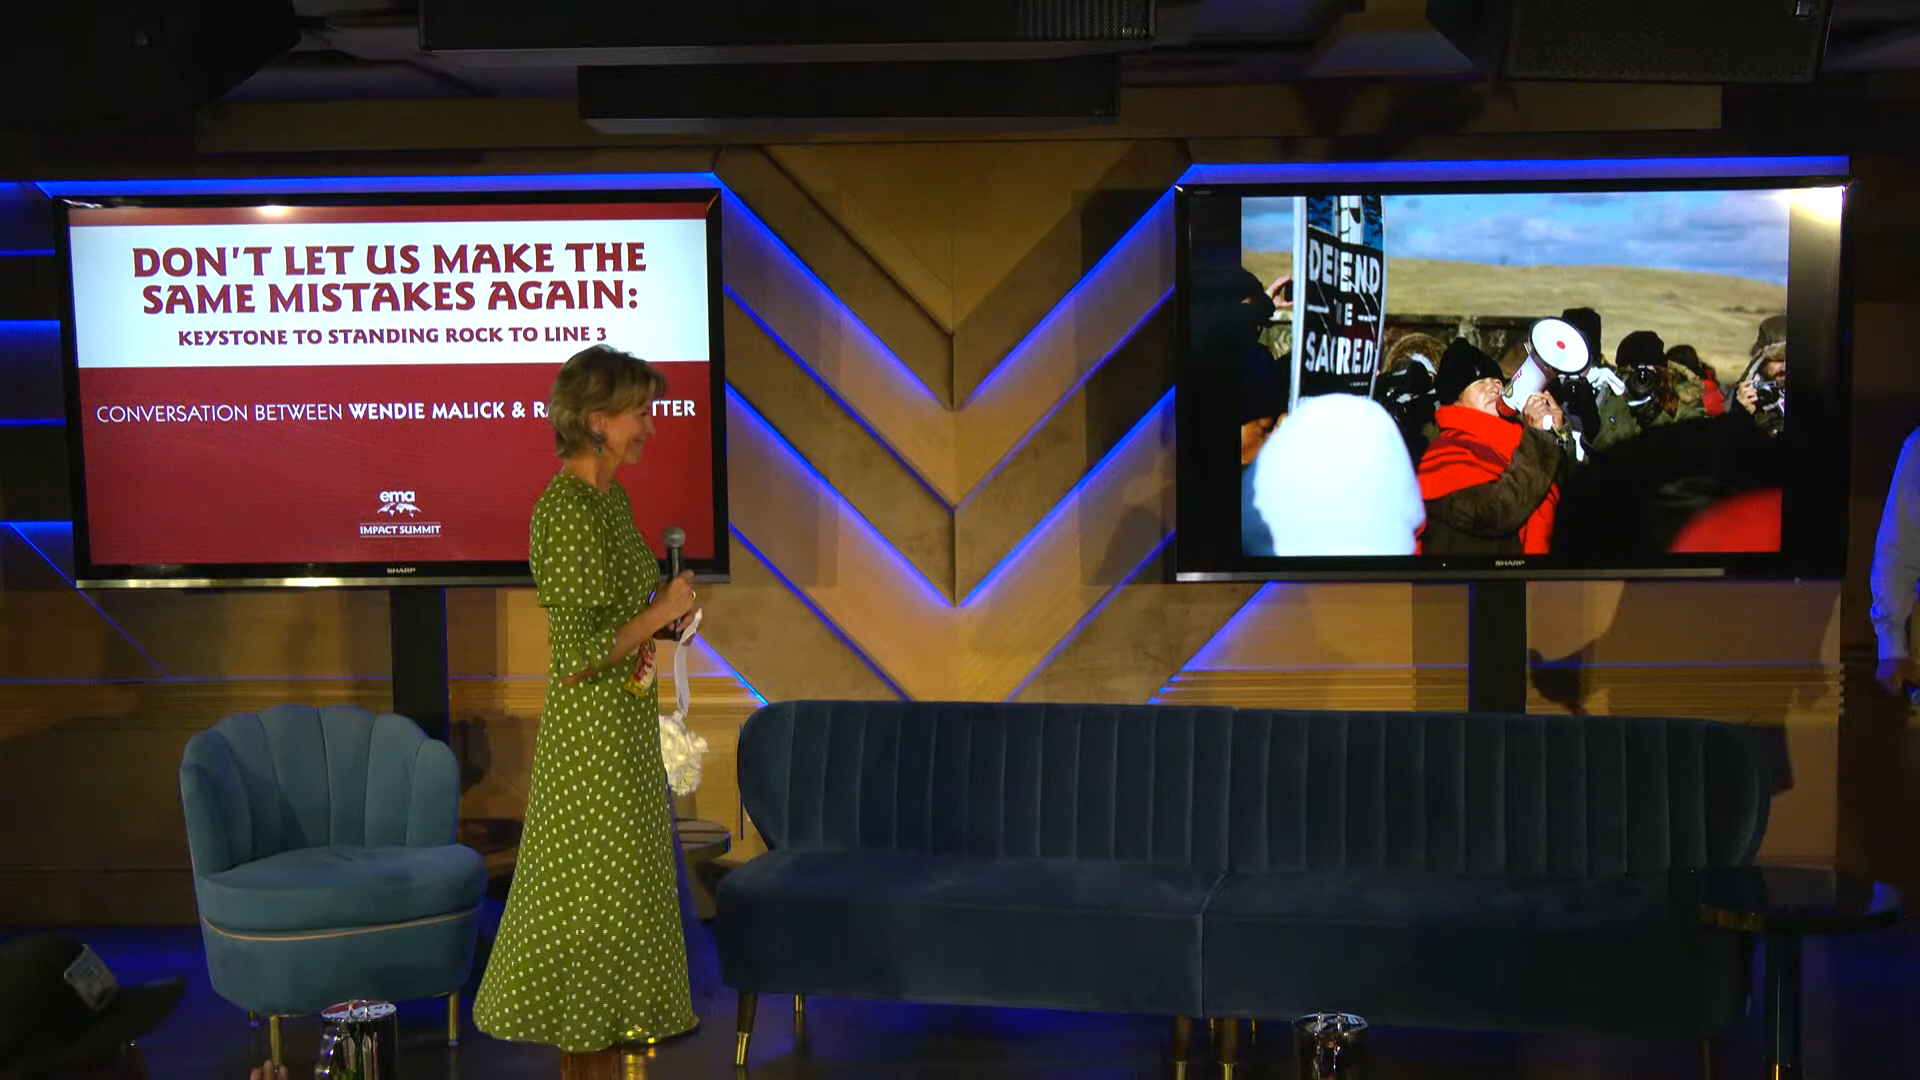 DON'T LET US MAKE THE
SAME MISTAKES AGAIN:
KEYSTONE TO STANDING ROCK TO LINE 3
CONVERSATION BETWEEN WENDIE MALICK &
ema
IMPACT SUMMIT
SHARP
DEFEND
THE
SACRED
SHARP